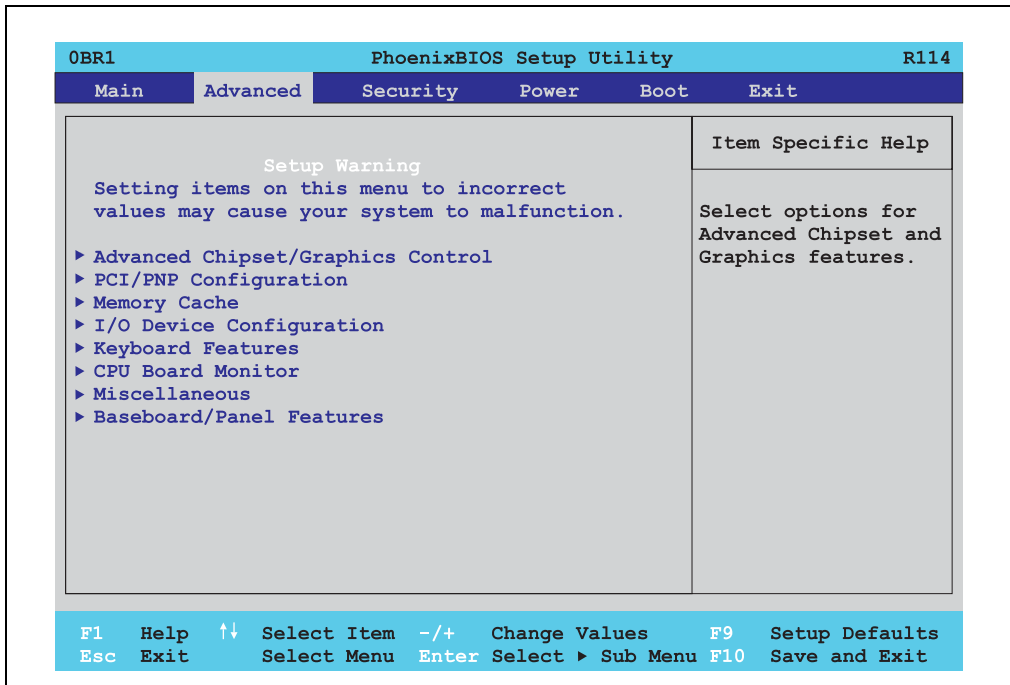 0BR1 PhoenixBIOS Setup Utility R114
Main Advanced Security Power Boot Exit
Setup Warning
Setting items on this menu to incorrect
values may cause your system to malfunction.
▶ Advanced Chipset/Graphics Control
▶ PCI/PNP Configuration
▶ Memory Cache
▶ I/O Device Configuration
▶ Keyboard Features
▶ CPU Board Monitor
▶ Miscellaneous
▶ Baseboard/Panel Features
Item Specific Help
Select options for
Advanced Chipset and
Graphics features.
F1 Help ↑↓ Select Item -/+ Change Values F9 Setup Defaults
Esc Exit Select Menu Enter Select ▶ Sub Menu F10 Save and Exit